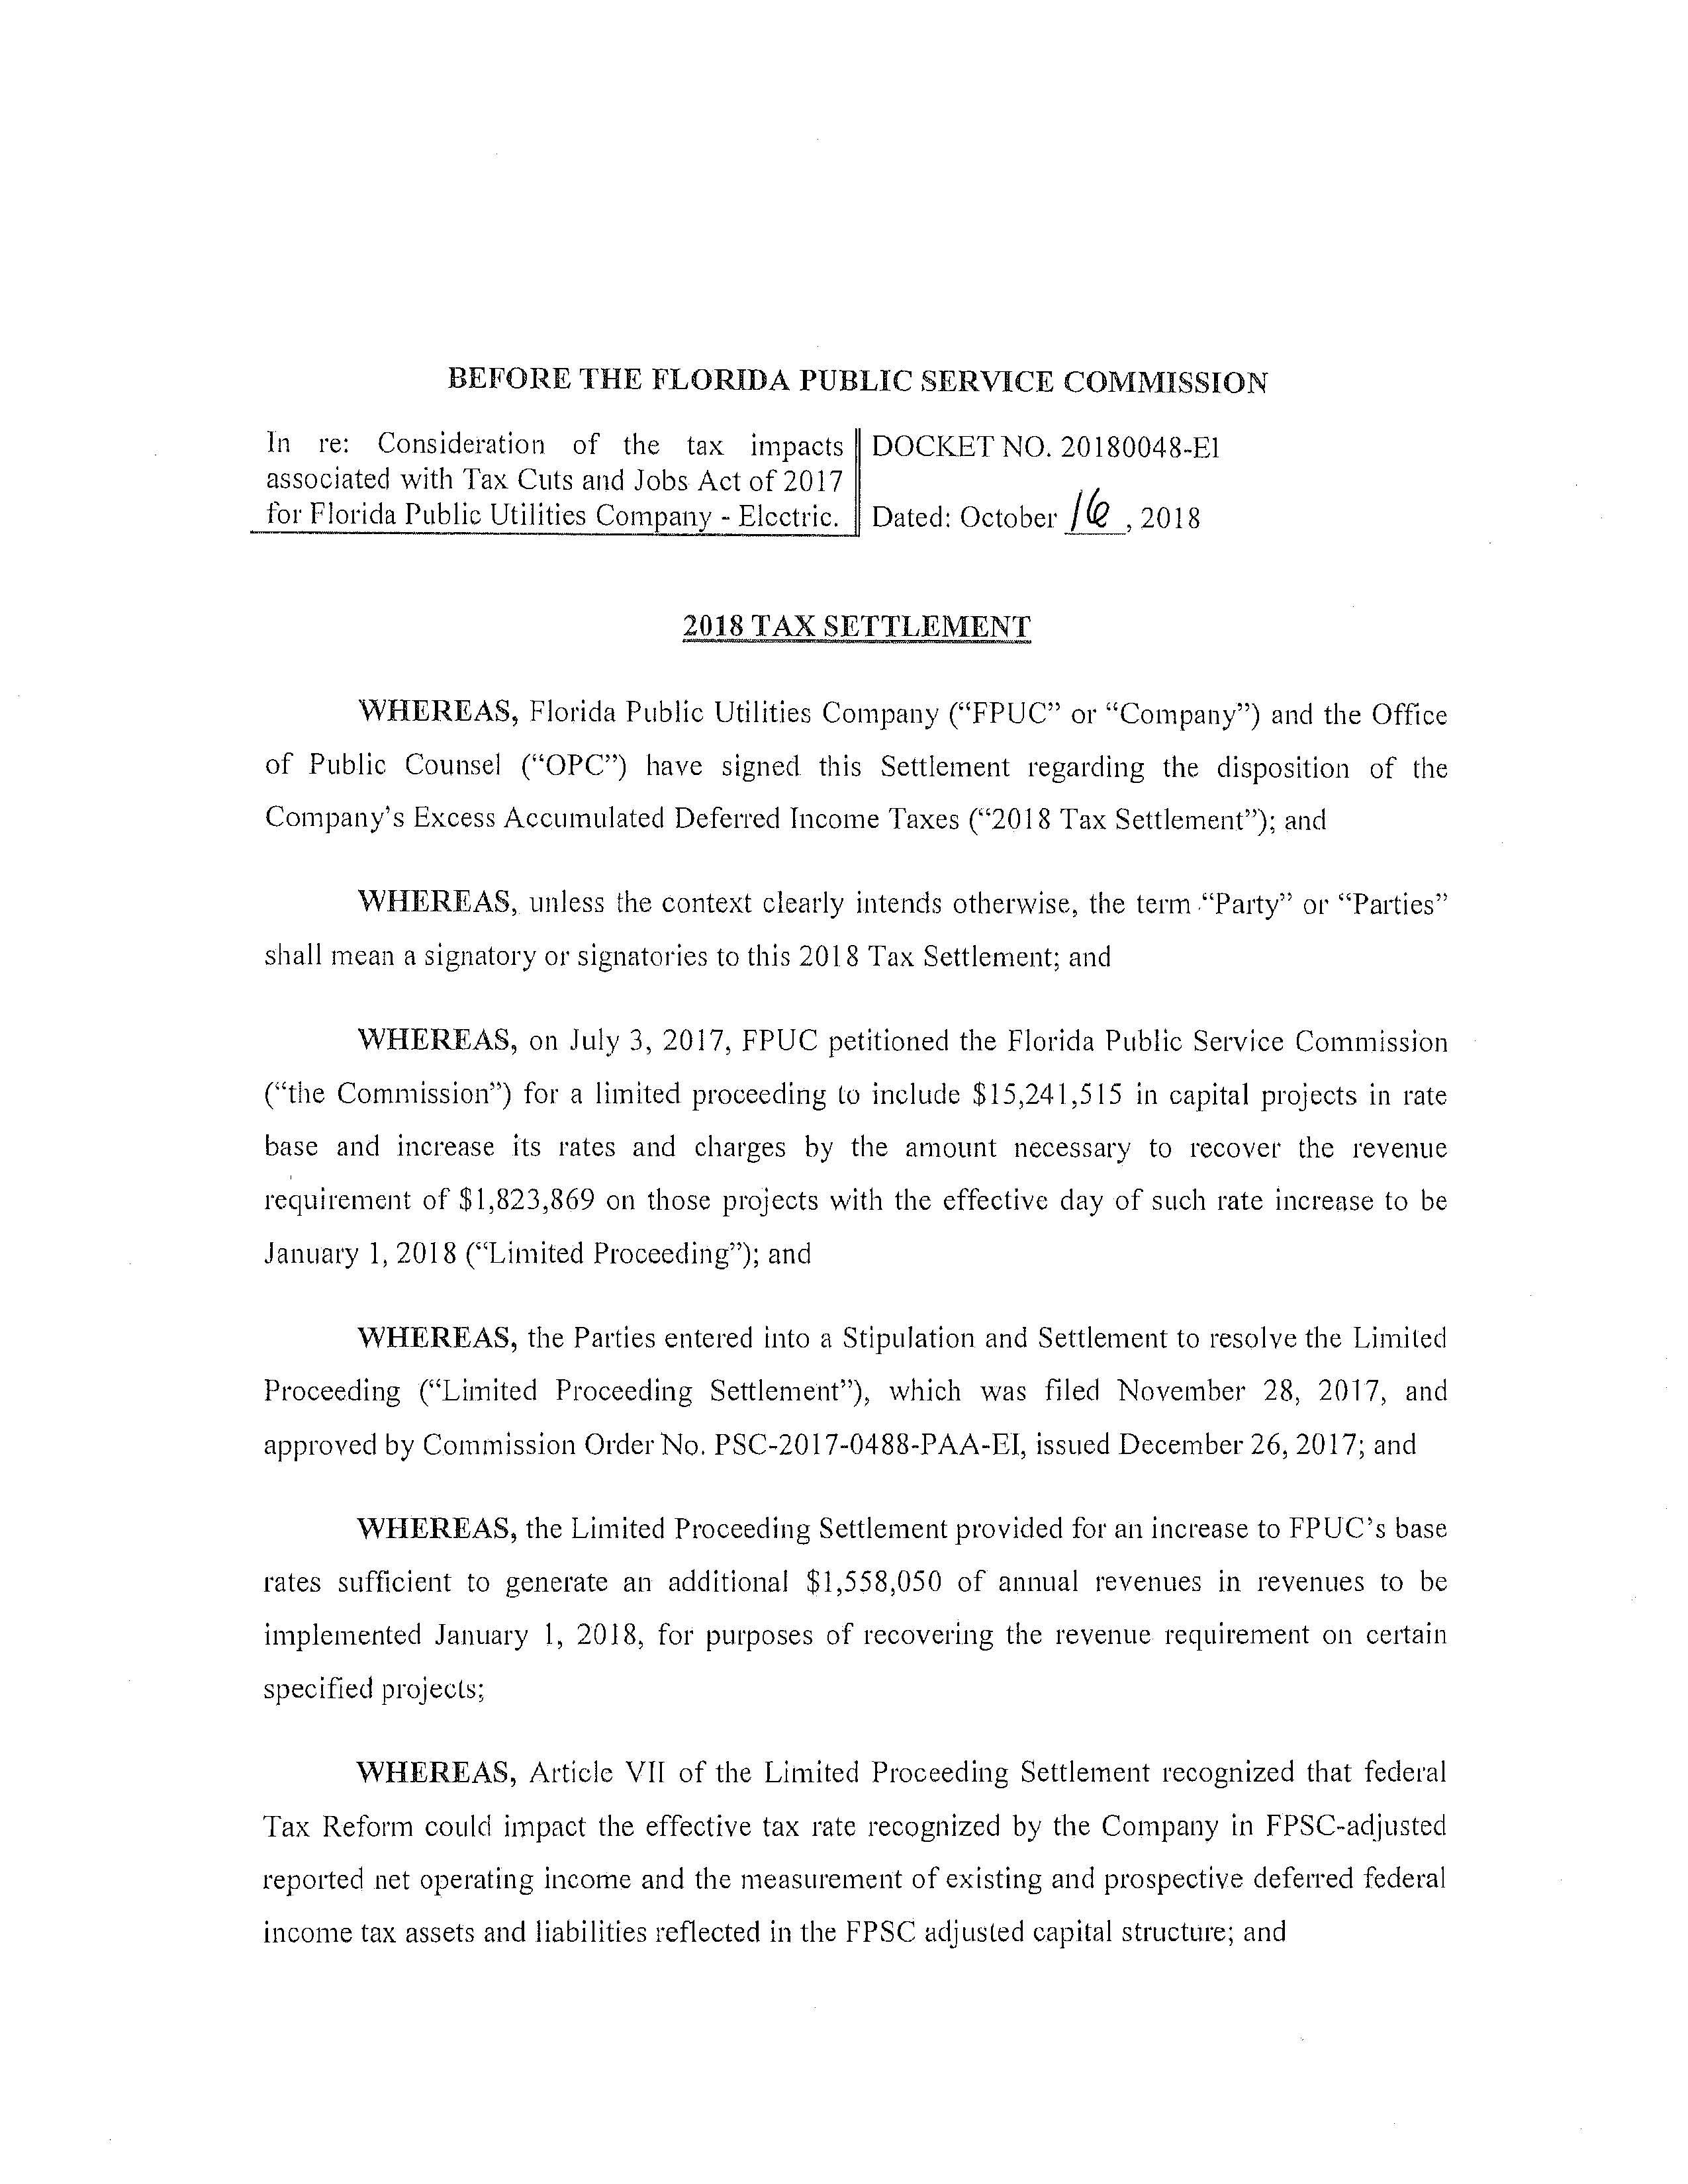 BEFORE THE FLORIDA PUBLIC SERVICE COMMISSION
In re: Consideration of the tax impacts
associated with Tax Cuts and Jobs Act of 2017
for Florida Public Utilities Company - Electric.
DOCKET NO. 20180048-EI
Dated: October 16, 2018
2018 TAX SETTLEMENT
WHEREAS, Florida Public Utilities Company (“FPUC” or “Company”) and the Office
of Public Counsel (“OPC”) have signed this Settlement regarding the disposition of the
Company’s Excess Accumulated Deferred Income Taxes (“2018 Tax Settlement”); and
WHEREAS, unless the context clearly intends otherwise, the term “Party” or “Parties”
shall mean a signatory or signatories to this 2018 Tax Settlement; and
WHEREAS, on July 3, 2017, FPUC petitioned the Florida Public Service Commission
(“the Commission”) for a limited proceeding to include $15,241,515 in capital projects in rate
base and increase its rates and charges by the amount necessary to recover the revenue
requirement of $1,823,869 on those projects with the effective day of such rate increase to be
January 1, 2018 (“Limited Proceeding”); and
WHEREAS, the Parties entered into a Stipulation and Settlement to resolve the Limited
Proceeding (“Limited Proceeding Settlement”), which was filed November 28, 2017, and
approved by Commission Order No. PSC-2017-0488-PAA-EI, issued December 26, 2017; and
WHEREAS, the Limited Proceeding Settlement provided for an increase to FPUC’s base
rates sufficient to generate an additional $1,558,050 of annual revenues in revenues to be
implemented January 1, 2018, for purposes of recovering the revenue requirement on certain
specified projects;
WHEREAS, Article VII of the Limited Proceeding Settlement recognized that federal
Tax Reform could impact the effective tax rate recognized by the Company in FPSC-adjusted
reported net operating income and the measurement of existing and prospective deferred federal
income tax assets and liabilities reflected in the FPSC adjusted capital structure; and